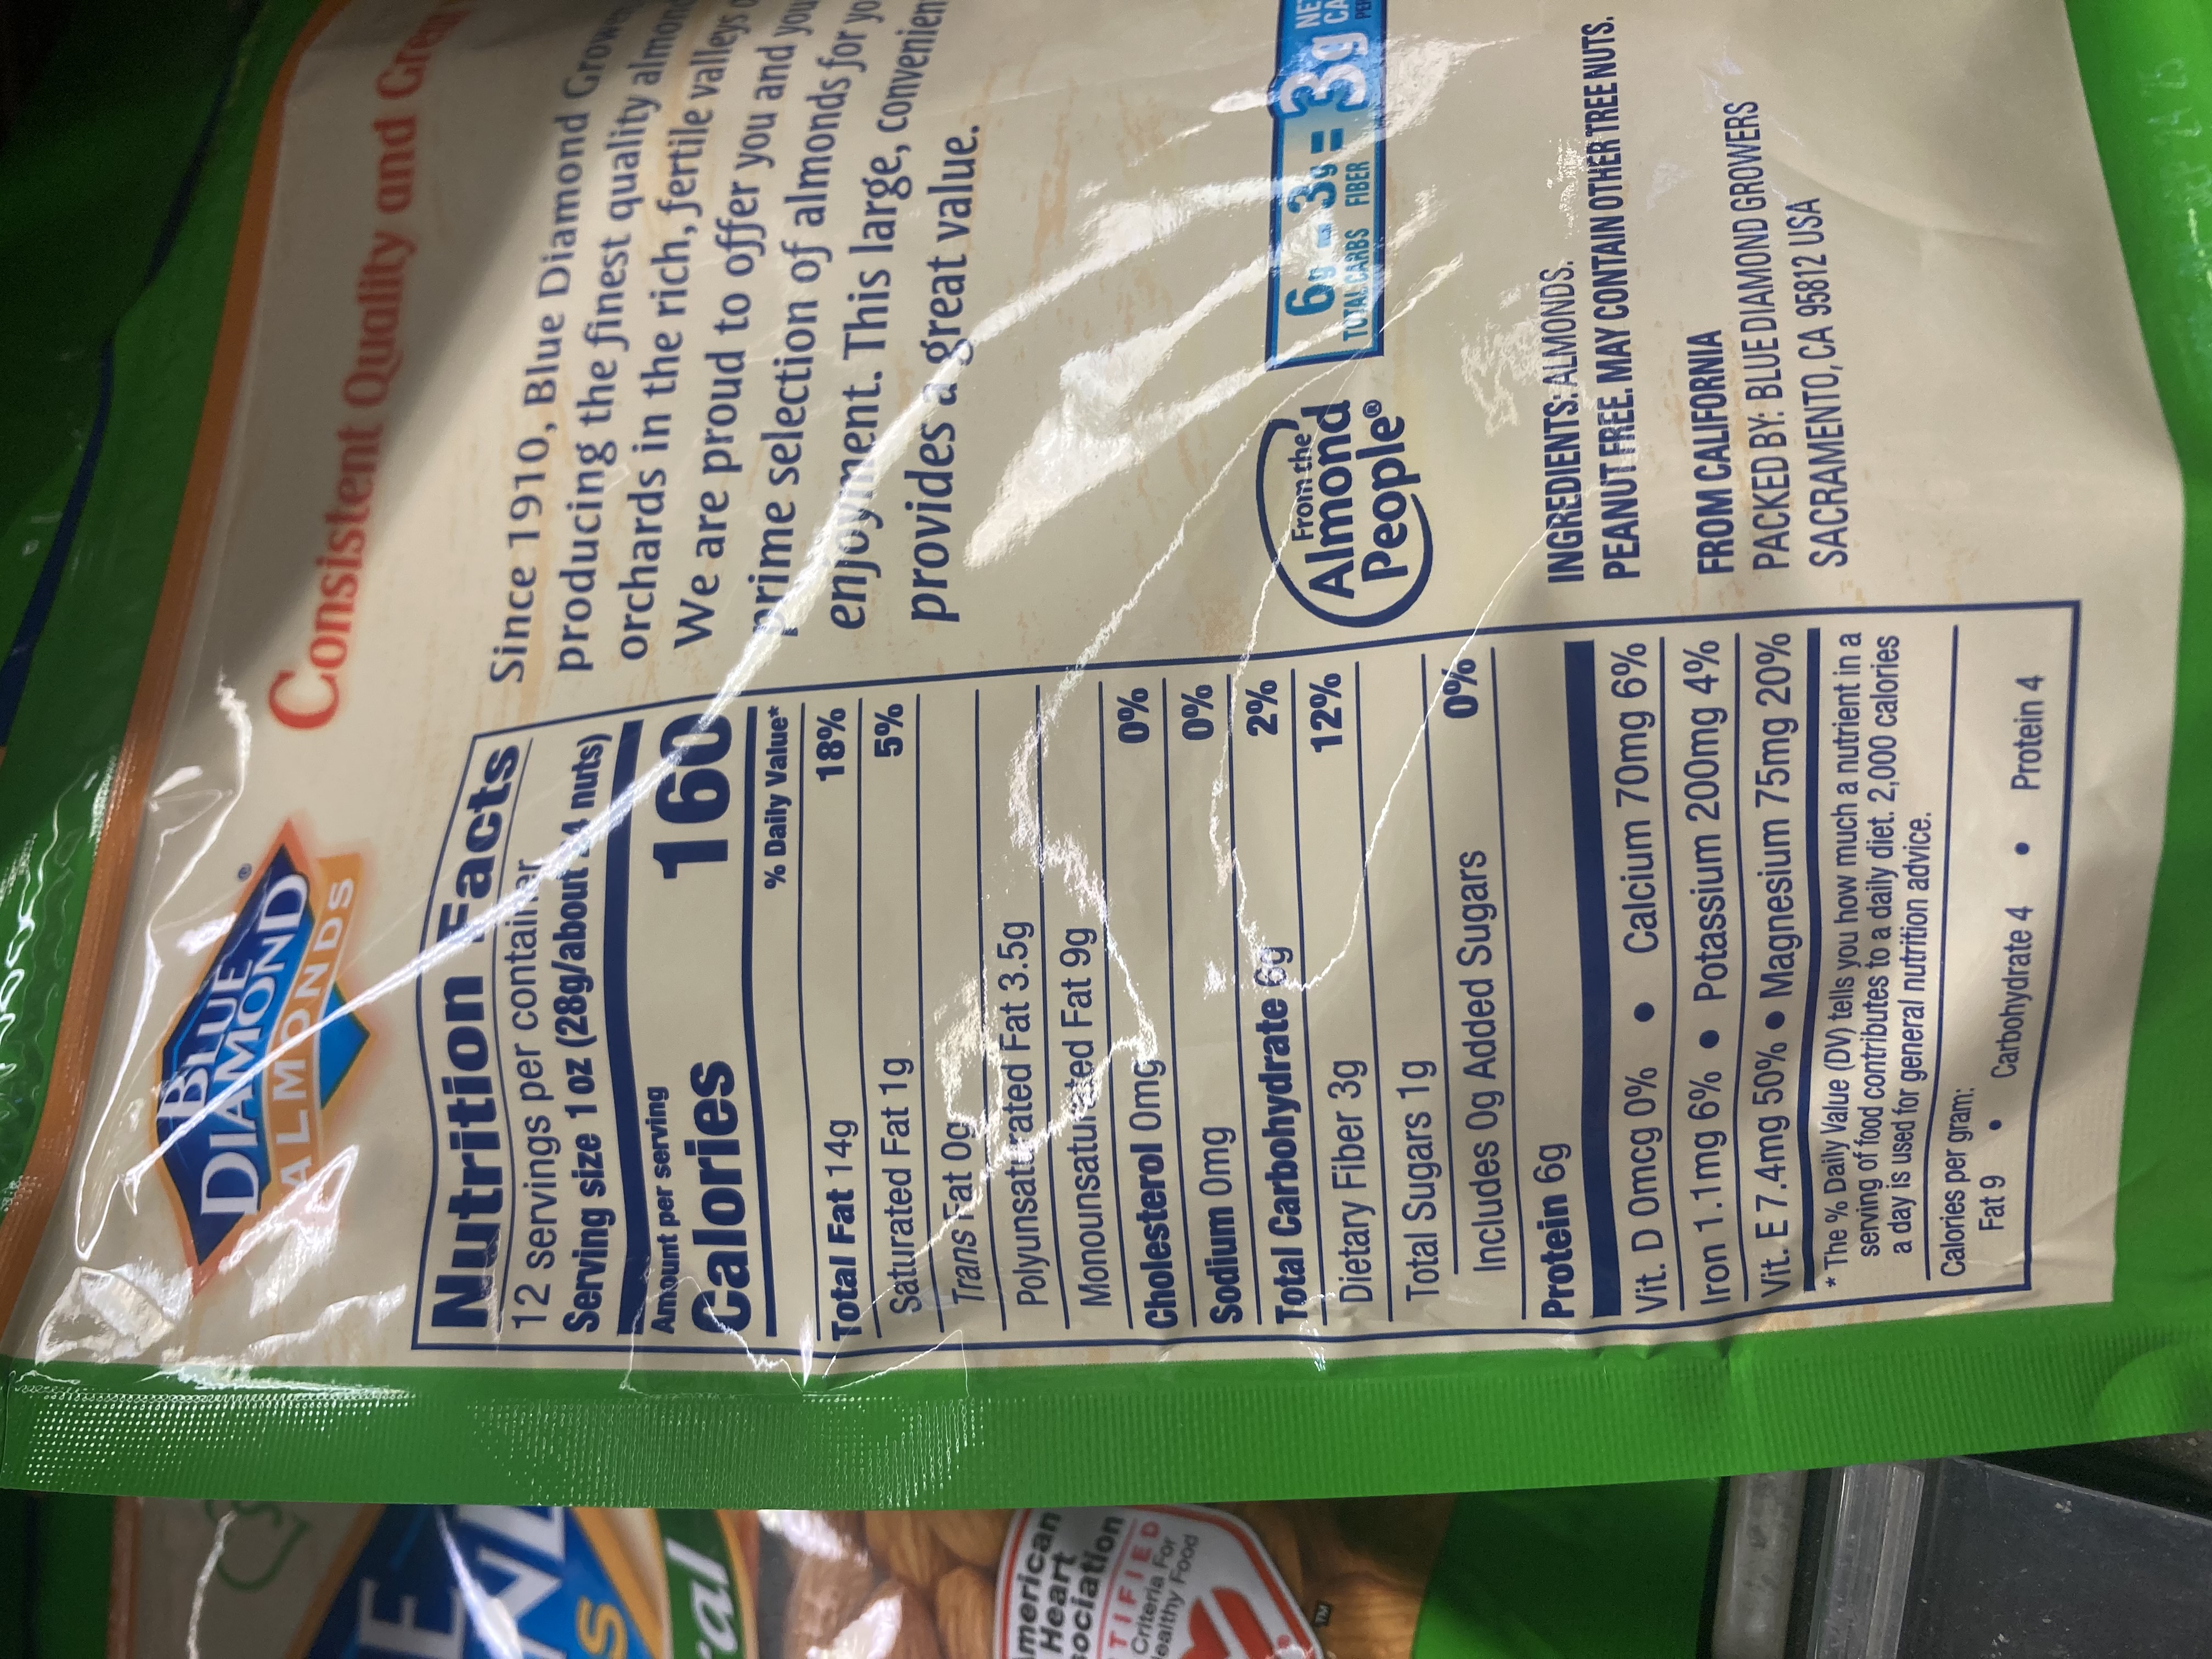 BLUE
DIAMOND
ALMONDS
®
Consistent Quality and
Nutrition Facts
12 servings per container
Serving size 1 oz (28g/about 24 nuts)
Amount per serving
Calories 160
% Daily Value*
Total Fat 14g 18%
Saturated Fat 1g 5%
Trans Fat 0g
Polyunsaturated Fat 3.5g
Monounsaturated Fat 9g
Cholesterol 0mg 0%
Sodium 0mg 0%
Total Carbohydrate 6g 2%
Dietary Fiber 3g 12%
Total Sugars 1g
Includes 0g Added Sugars 0%
Protein 6g
Vit. D 0mcg 0% • Calcium 70mg 6%
Iron 1.1mg 6% • Potassium 200mg 4%
Vit. E 7.4mg 50% • Magnesium 75mg 20%
* The % Daily Value (DV) tells you how much a nutrient in a
serving of food contributes to a daily diet. 2,000 calories
a day is used for general nutrition advice.
Calories per gram:
Fat 9 • Carbohydrate 4 • Protein 4
Since 1910, Blue Diamond
producing the finest quality
orchards in the rich, fertile valleys
We are proud to offer you and
prime selection of almonds for
enjoyment. This large,
provides a great value.
From the
Almond
People®
6g - 3g = 3g
TOTAL CARBS FIBER
INGREDIENTS: ALMONDS.
PEANUT FREE. MAY CONTAIN OTHER TREE NUTS.
FROM CALIFORNIA
PACKED BY: BLUE DIAMOND GROWERS
SACRAMENTO, CA 95812 USA
American
Heart
TIFIED
Criteria For
Food
TM